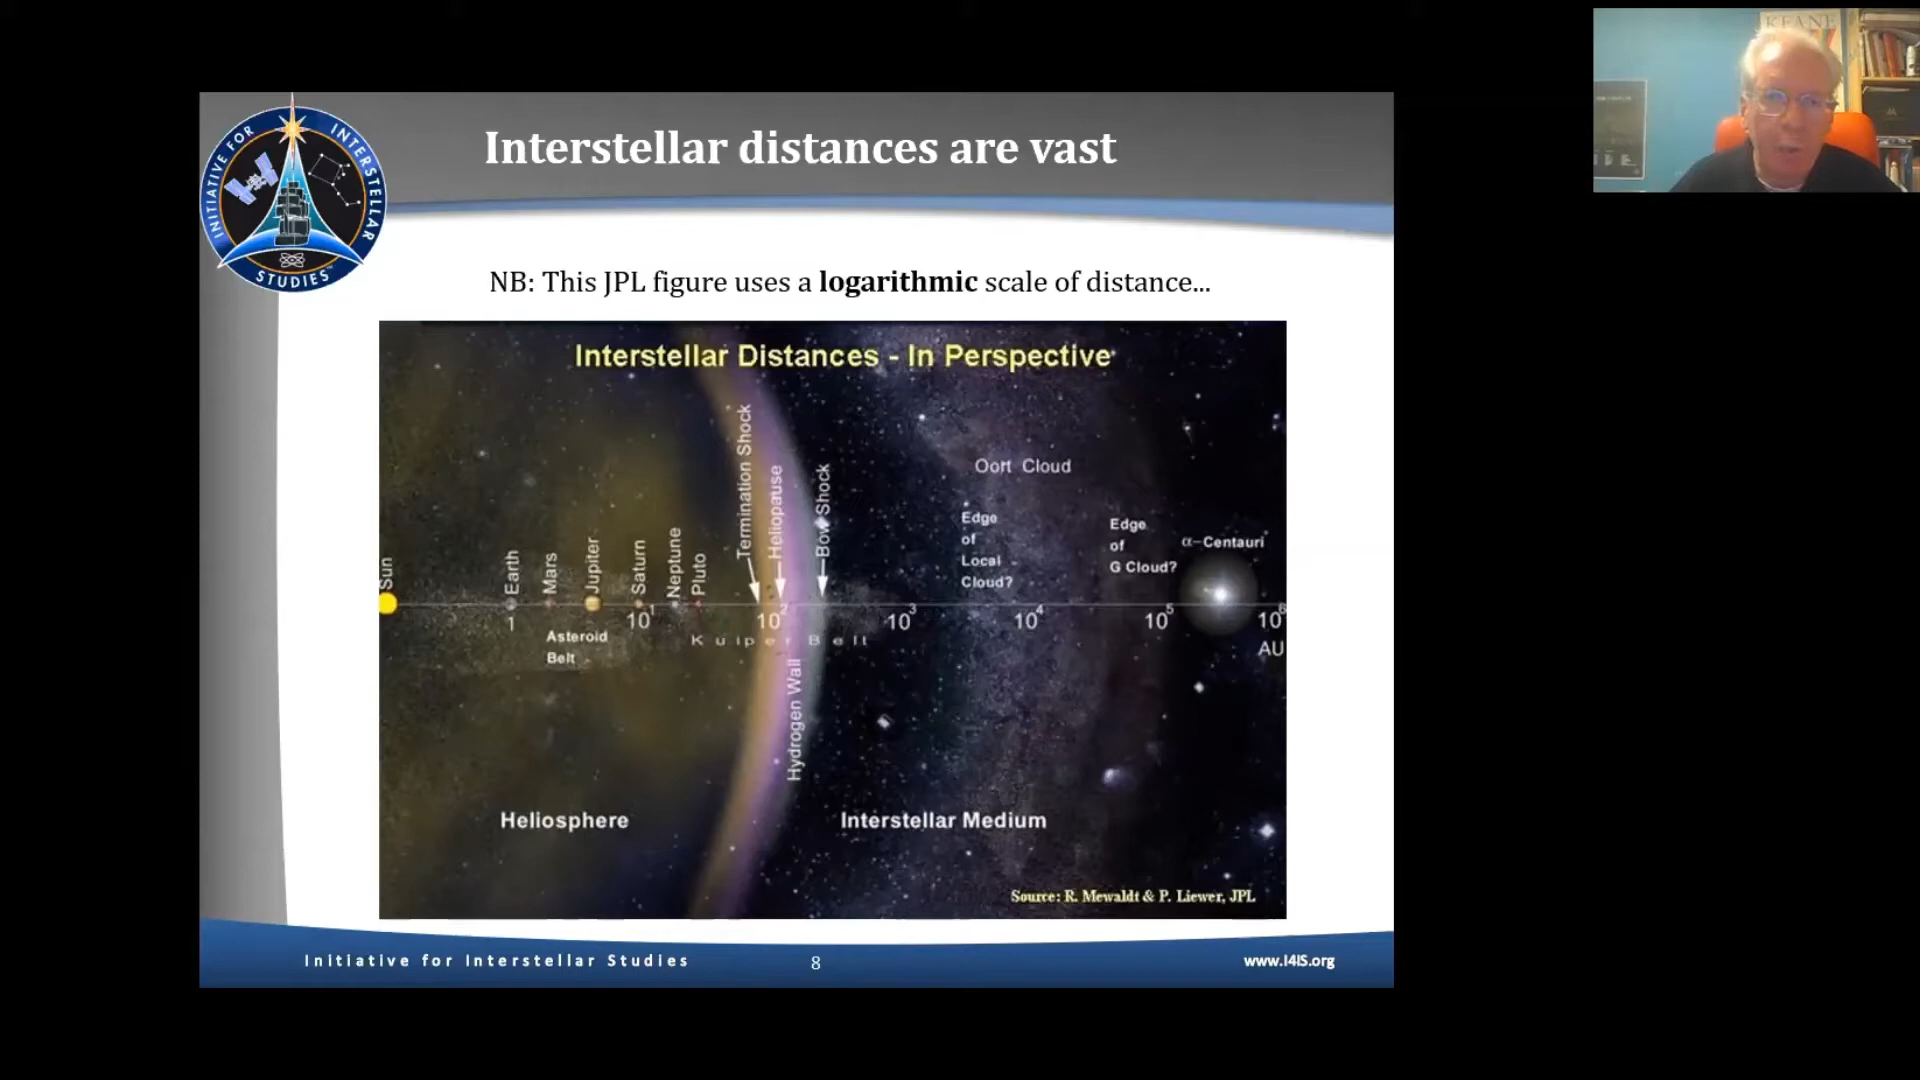 KEANE
INITIATIVE FOR INTERSTELLAR STUDIES™
Interstellar distances are vast
NB: This JPL figure uses a logarithmic scale of distance...
Interstellar Distances - In Perspective
Sun
Earth
Mars
Jupiter
Saturn
Neptune
Pluto
Termination Shock
Heliopause
Bow Shock
Oort Cloud
Edge
of
Local
Cloud?
Edge
of
G Cloud?
α-Centauri
1
10¹
10²
10³
10⁴
10⁵
10⁶
AU
Asteroid
Belt
Kuiper Belt
Hydrogen Wall
Heliosphere
Interstellar Medium
Source: R. Mewaldt & P. Liewer, JPL
Initiative for Interstellar Studies
8
www.I4IS.org